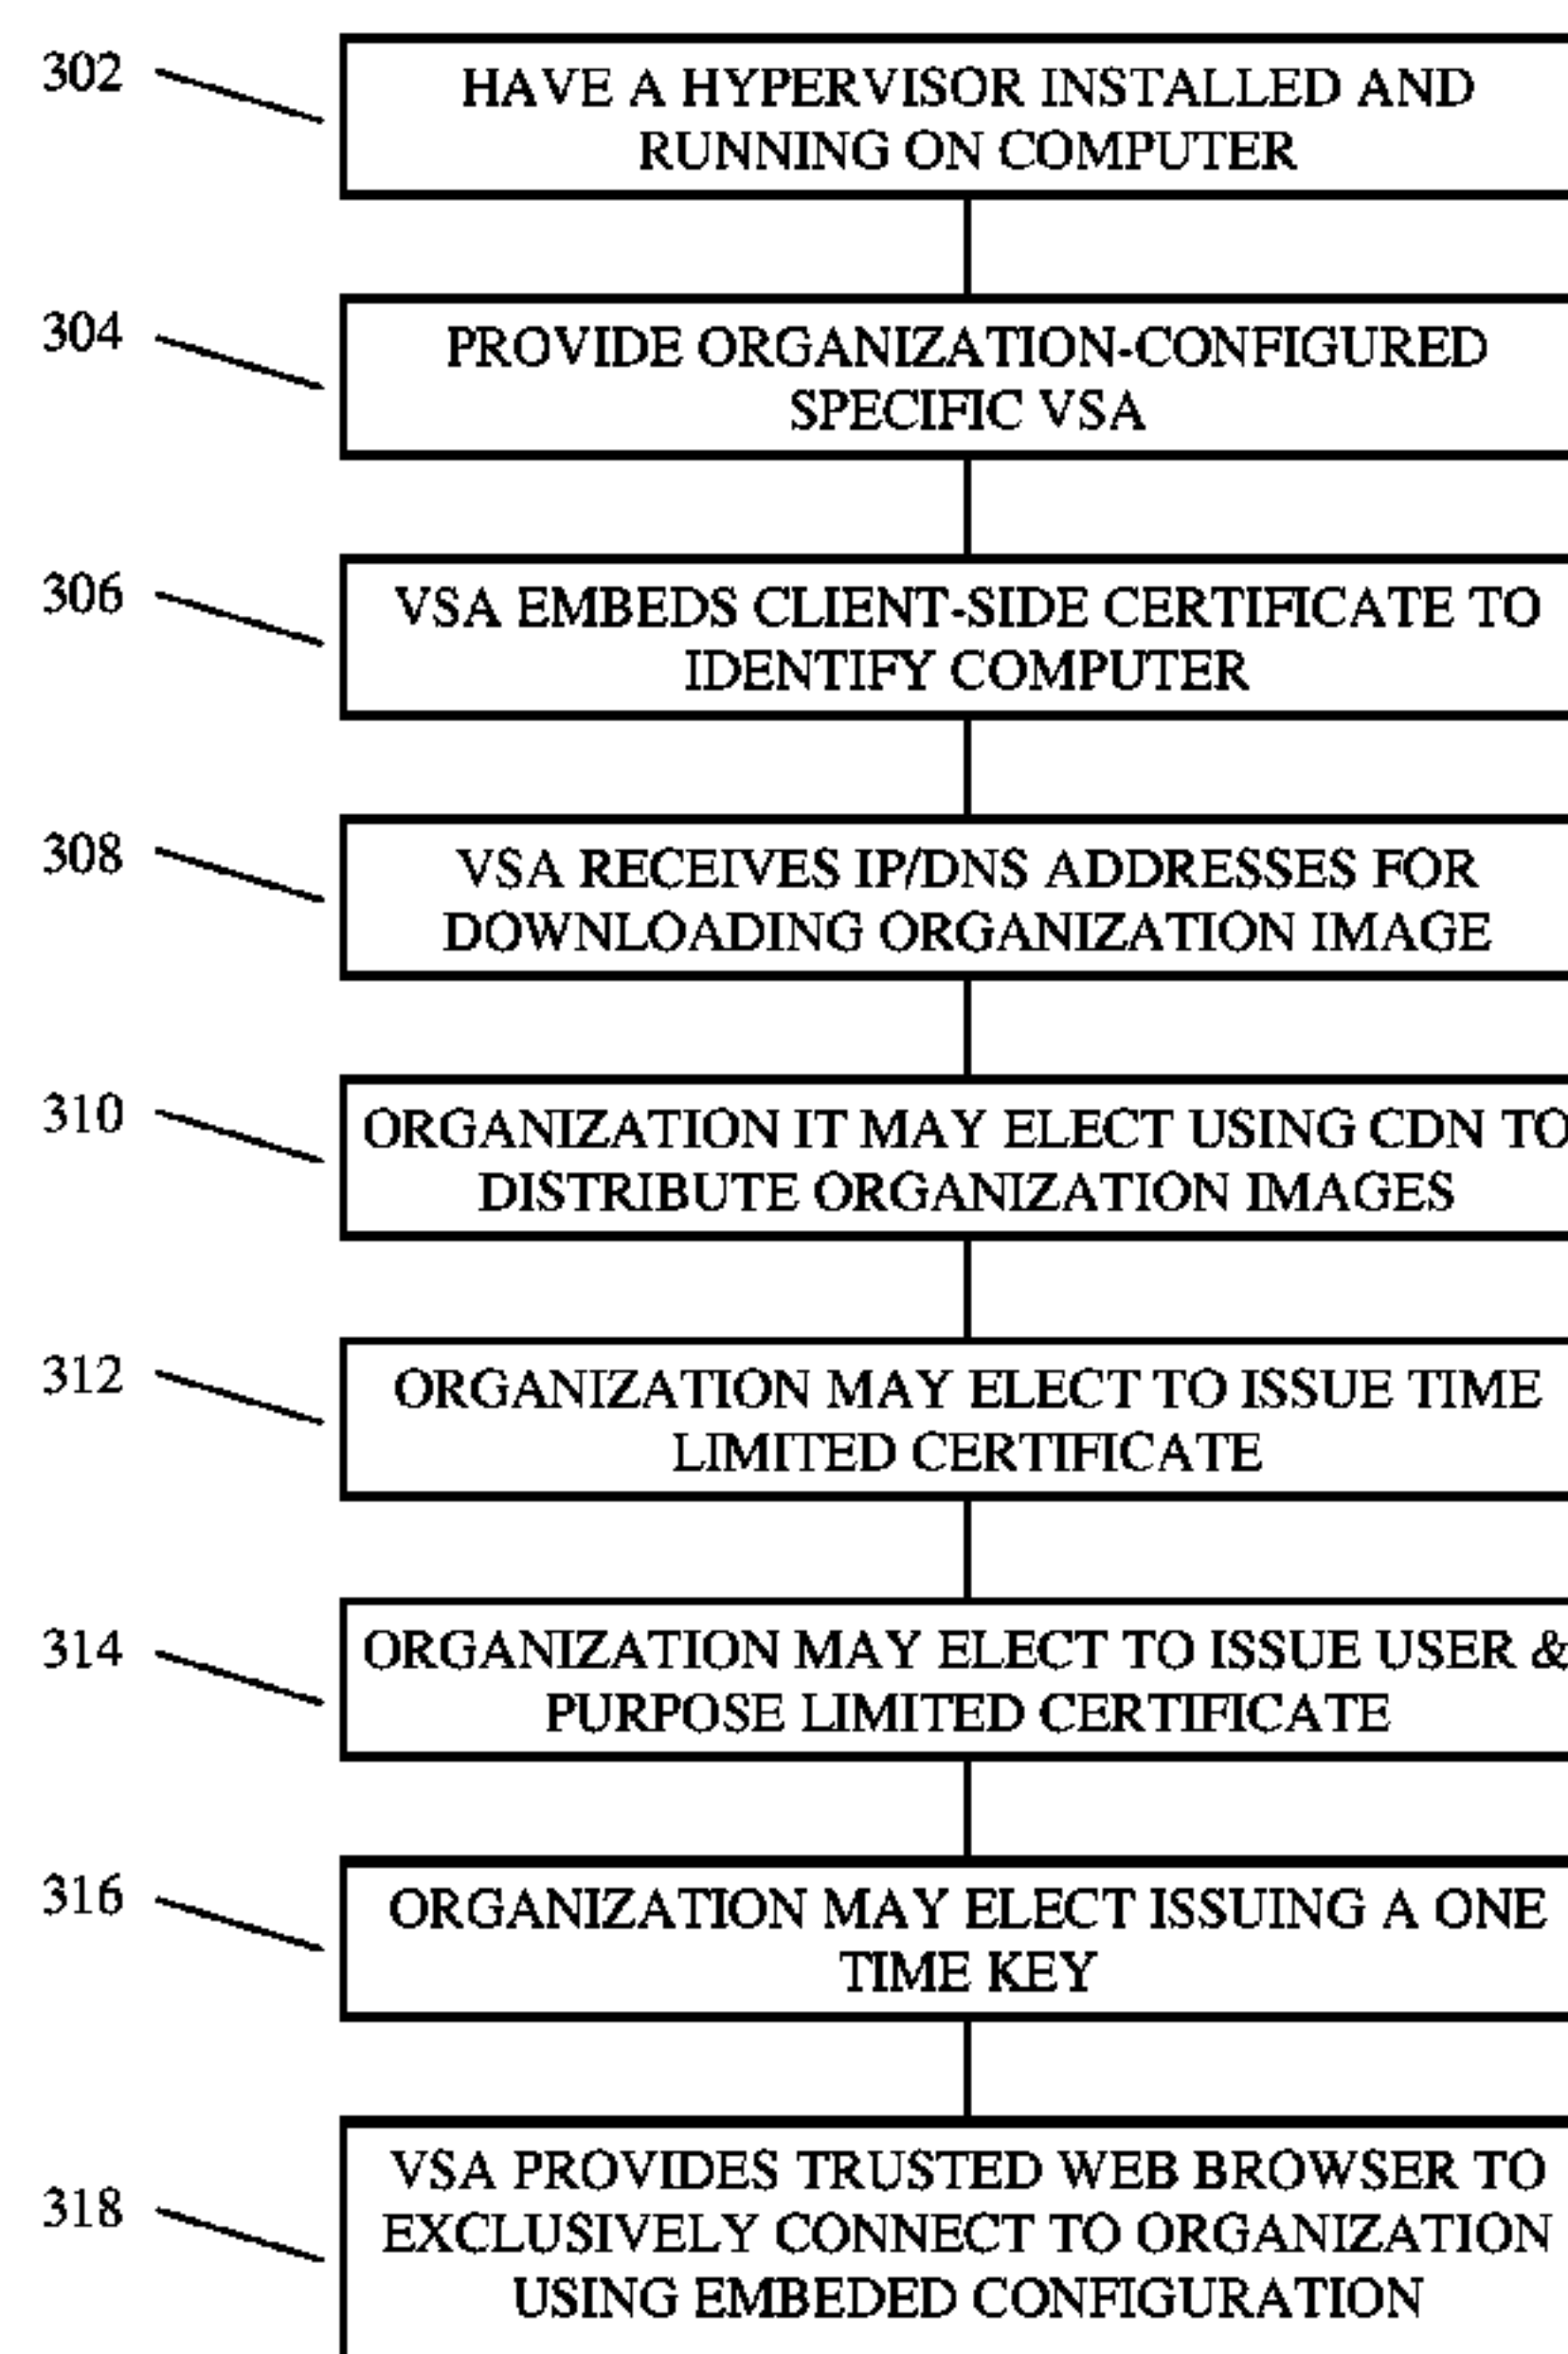 302
HAVE A HYPERVISOR INSTALLED AND
RUNNING ON COMPUTER
304
PROVIDE ORGANIZATION-CONFIGURED
SPECIFIC VSA
306
VSA EMBEDS CLIENT-SIDE CERTIFICATE TO
IDENTIFY COMPUTER
308
VSA RECEIVES IP/DNS ADDRESSES FOR
DOWNLOADING ORGANIZATION IMAGE
310
ORGANIZATION IT MAY ELECT USING CDN TO
DISTRIBUTE ORGANIZATION IMAGES
312
ORGANIZATION MAY ELECT TO ISSUE TIME
LIMITED CERTIFICATE
314
ORGANIZATION MAY ELECT TO ISSUE USER &
PURPOSE LIMITED CERTIFICATE
316
ORGANIZATION MAY ELECT ISSUING A ONE
TIME KEY
318
VSA PROVIDES TRUSTED WEB BROWSER TO
EXCLUSIVELY CONNECT TO ORGANIZATION
USING EMBEDED CONFIGURATION